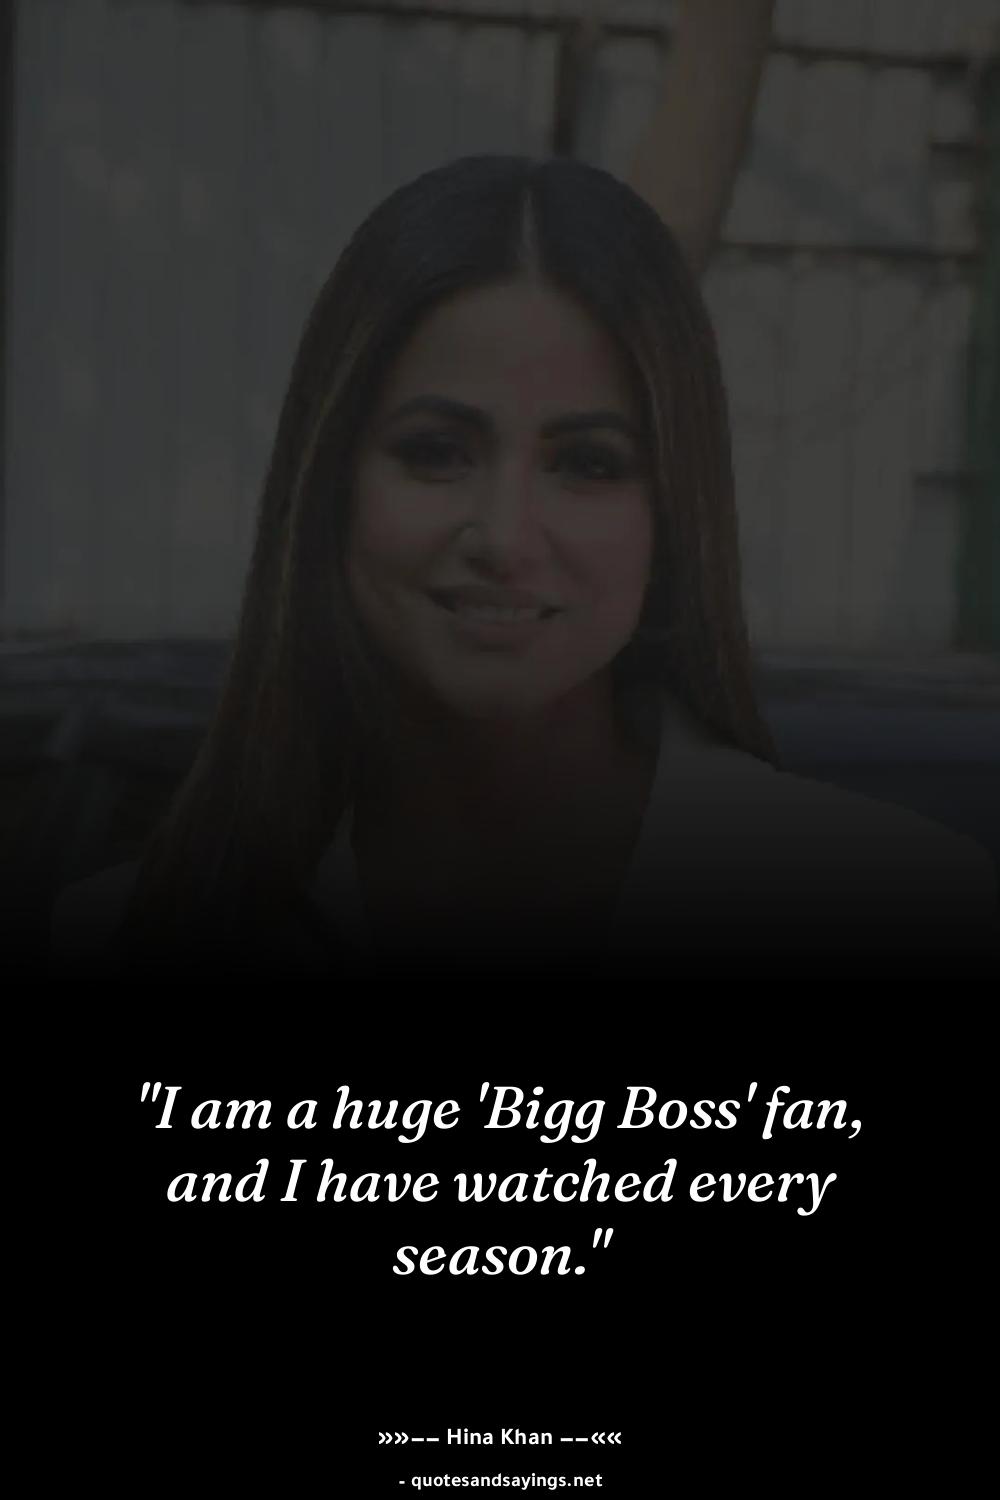 "I am a huge 'Bigg Boss' fan,
and I have watched every
season."
»»−− Hina Khan −−««
- quotesandsayings.net